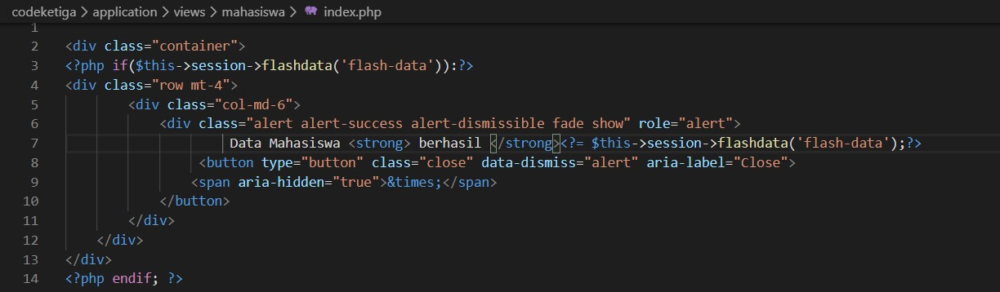 codeketiga > application > views > mahasiswa > index.php
1
2 <div class="container">
3 <?php if($this->session->flashdata('flash-data')):?>
4 <div class="row mt-4">
5 <div class="col-md-6">
6 <div class="alert alert-success alert-dismissible fade show" role="alert">
7 Data Mahasiswa <strong> berhasil </strong><?= $this->session->flashdata('flash-data');?>
8 <button type="button" class="close" data-dismiss="alert" aria-label="Close">
9 <span aria-hidden="true">&times;</span>
10 </button>
11 </div>
12 </div>
13 </div>
14 <?php endif; ?>